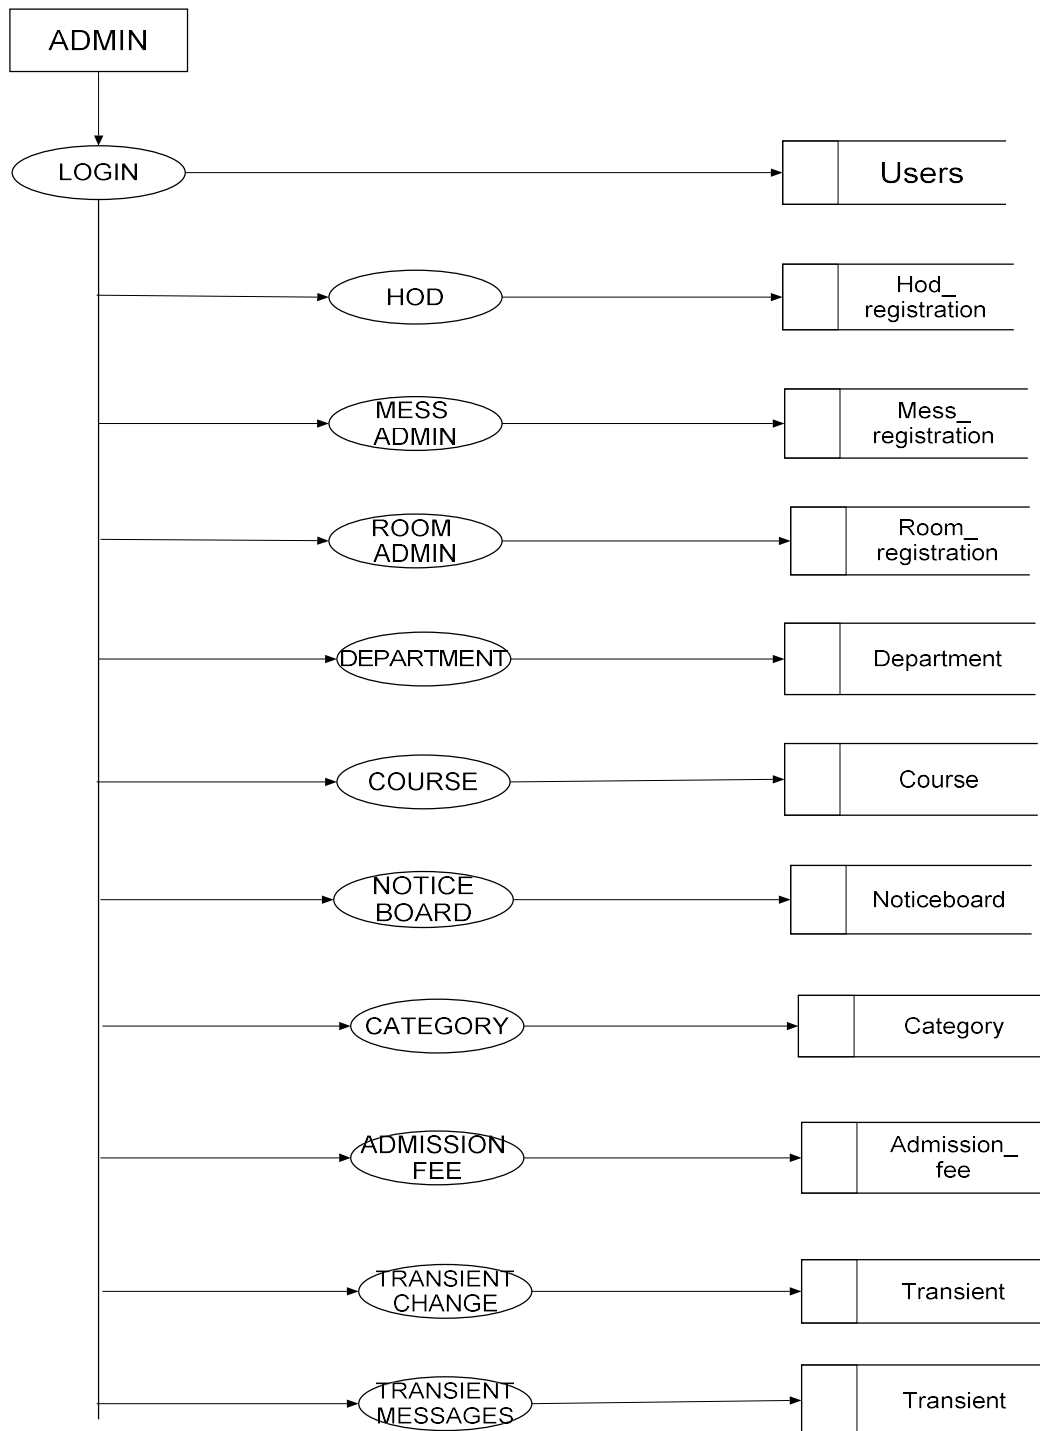 ADMIN
LOGIN
Users
HOD
Hod_
registration
MESS
ADMIN
Mess_
registration
ROOM
ADMIN
Room_
registration
DEPARTMENT
Department
COURSE
Course
NOTICE
BOARD
Noticeboard
CATEGORY
Category
ADMISSION
FEE
Admission_
fee
TRANSIENT
CHANGE
Transient
TRANSIENT
MESSAGES
Transient